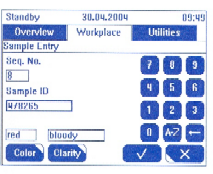 Standby 30.04.2004 09:49
Overview Workplace Utilities
Sample Entry
Seq. No.
8
Sample ID
470265
7 8 9
4 5 6
1 2 3
0 A-Z ←
red bloody
Color Clarity